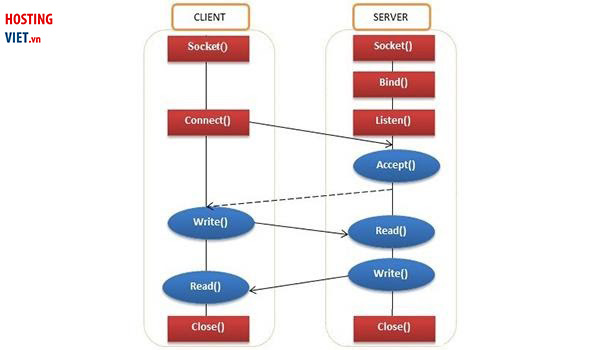 HOSTING
VIET.vn
CLIENT
Socket()
Connect()
Write()
Read()
Close()
SERVER
Socket()
Bind()
Listen()
Accept()
Read()
Write()
Close()